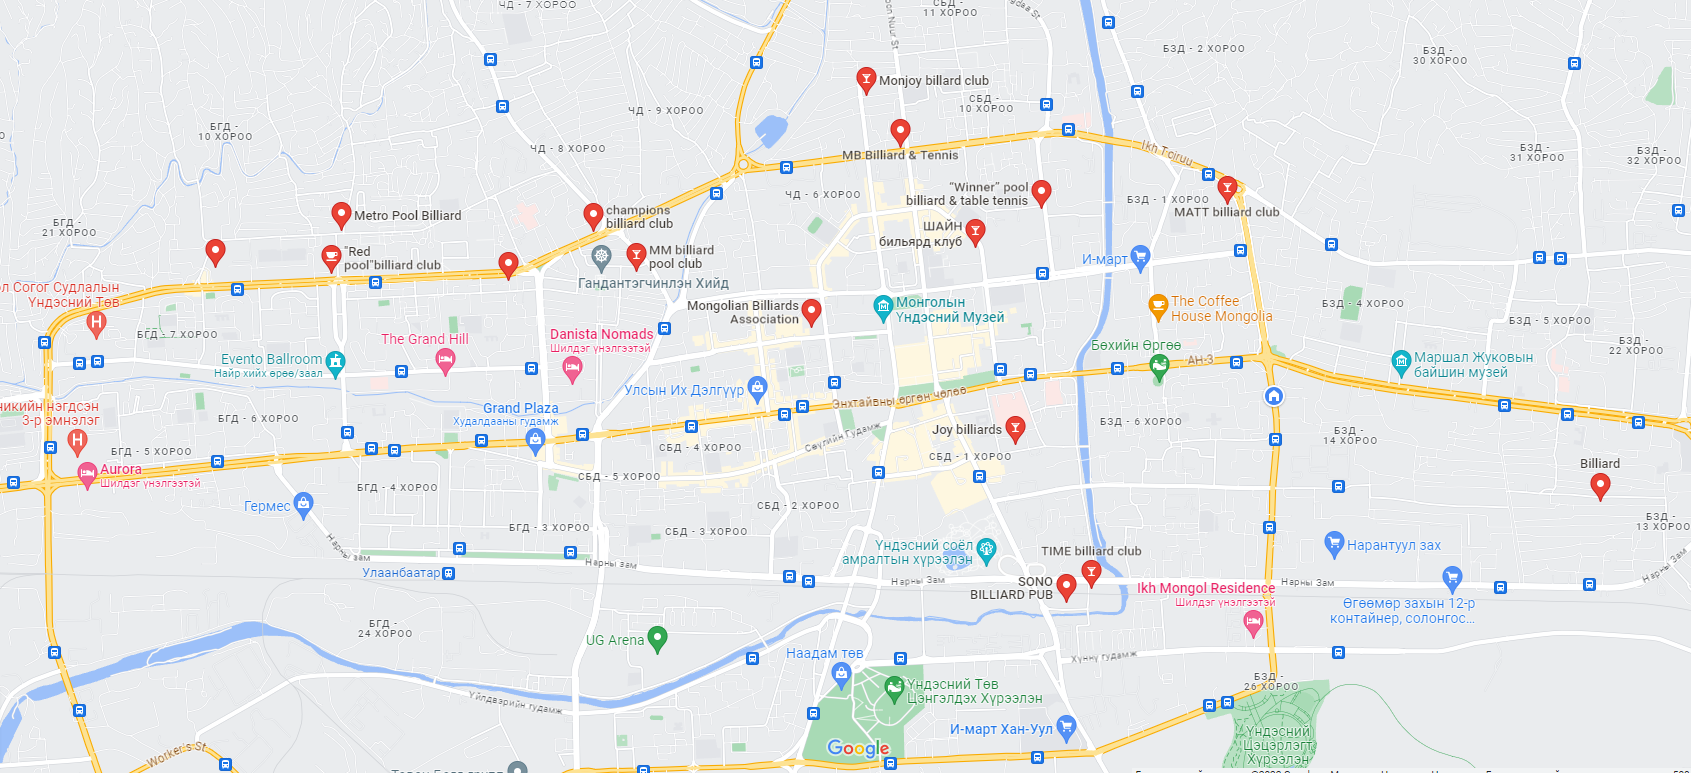 ЧД - 7 ХОРОО
СБД -
11 ХОРОО
БЗД - 2 ХОРОО
БЗД -
30 ХОРОО
Monjoy billard club
СБД -
10 ХОРОО
ЧД - 9 ХОРОО
БГД -
10 ХОРОО
ЧД - 8 ХОРОО
MB Billiard & Tennis
Ikh Toiruu
БЗД -
31 ХОРОО
БЗД -
32 ХОРОО
ЧД - 6 ХОРОО
"Winner" pool
billiard & table tennis
БЗД - 1 ХОРОО
MATT billiard club
Metro Pool Billiard
champions
billiard club
БГД -
21 ХОРОО
ШАЙН
бильярд клуб
"Red
pool"billiard club
MM billiard
pool club
И-март
Гандантэгчинлэн Хийд
л Согог Судлалын
Үндэсний Төв
Mongolian Billiards
Association
Монголын
Үндэсний Музей
The Coffee
House Mongolia
БЗД - 4 ХОРОО
БЗД - 5 ХОРОО
БГД - 7 ХОРОО
The Grand Hill
Danista Nomads
Шилдэг үнэлгээтэй
Бөхийн Өргөө
АН-3
БЗД -
22 ХОРОО
Evento Ballroom
Найр хийх өрөө/заал
Маршал Жуковын
байшин музей
Улсын Их Дэлгүүр
Энхтайвны өргөн чөлөө
никийн нэгдсэн
3-р эмнэлэг
БГД - 6 ХОРОО
Grand Plaza
Худалдааны гудамж
Сөүлийн Гудамж
Joy billiards
БЗД - 6 ХОРОО
БЗД -
14 ХОРОО
БГД - 5 ХОРОО
СБД - 4 ХОРОО
СБД - 1 ХОРОО
Billiard
Aurora
Шилдэг үнэлгээтэй
СБД - 5 ХОРОО
БГД - 4 ХОРОО
Гермес
СБД - 2 ХОРОО
БГД - 3 ХОРОО
СБД - 3 ХОРОО
БЗД -
13 ХОРОО
Нарны зам
Нарны зам
Үндэсний соёл
амралтын хүрээлэн
TIME billiard club
Нарантуул зах
Улаанбаатар
Нарны Зам
SONO
BILLIARD PUB
Нарны Зам
Нарны зам
Ikh Mongol Residence
Шилдэг үнэлгээтэй
Өгөөмөр захын 12-р
контайнер, солонгос...
БГД -
24 ХОРОО
UG Arena
Наадам төв
Хүннү гудамж
Үндэсний Төв
Цэнгэлдэх Хүрээлэн
БЗД -
26 ХОРОО
Үйлдвэрийн гудамж
И-март Хан-Уул
Үндэсний
Цэцэрлэгт
Хүрээлэн
Worker's St
Google